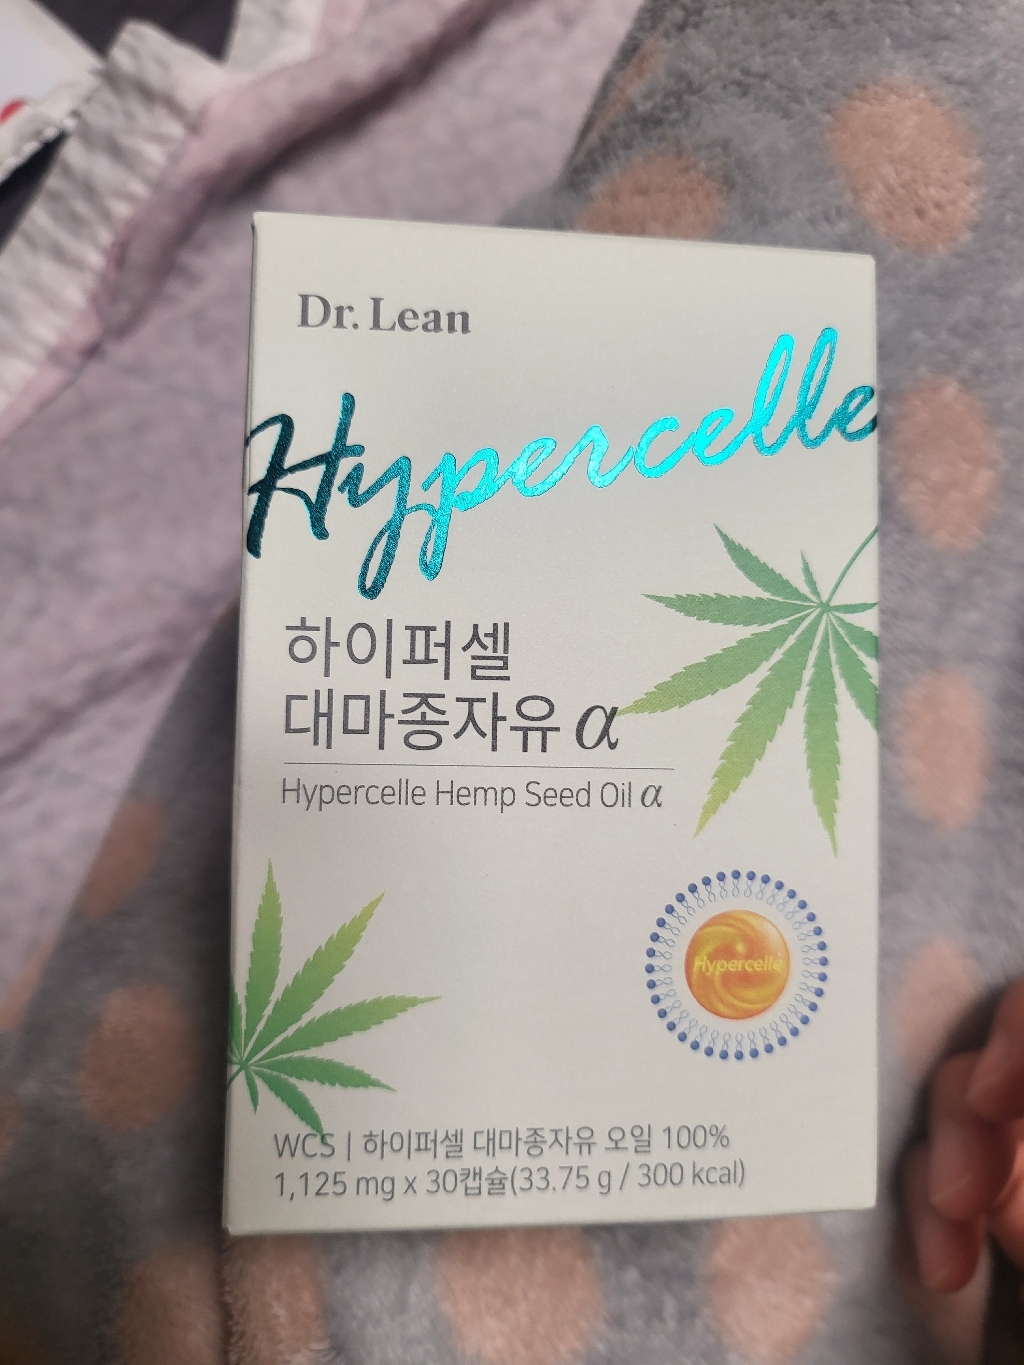 Dr. Lean
Hypercelle
하이퍼셀
대마종자유 α
Hypercelle Hemp Seed Oil α
Hypercelle
WCS | 하이퍼셀 대마종자유 오일 100%
1,125 mg x 30캡슐(33.75 g / 300 kcal)